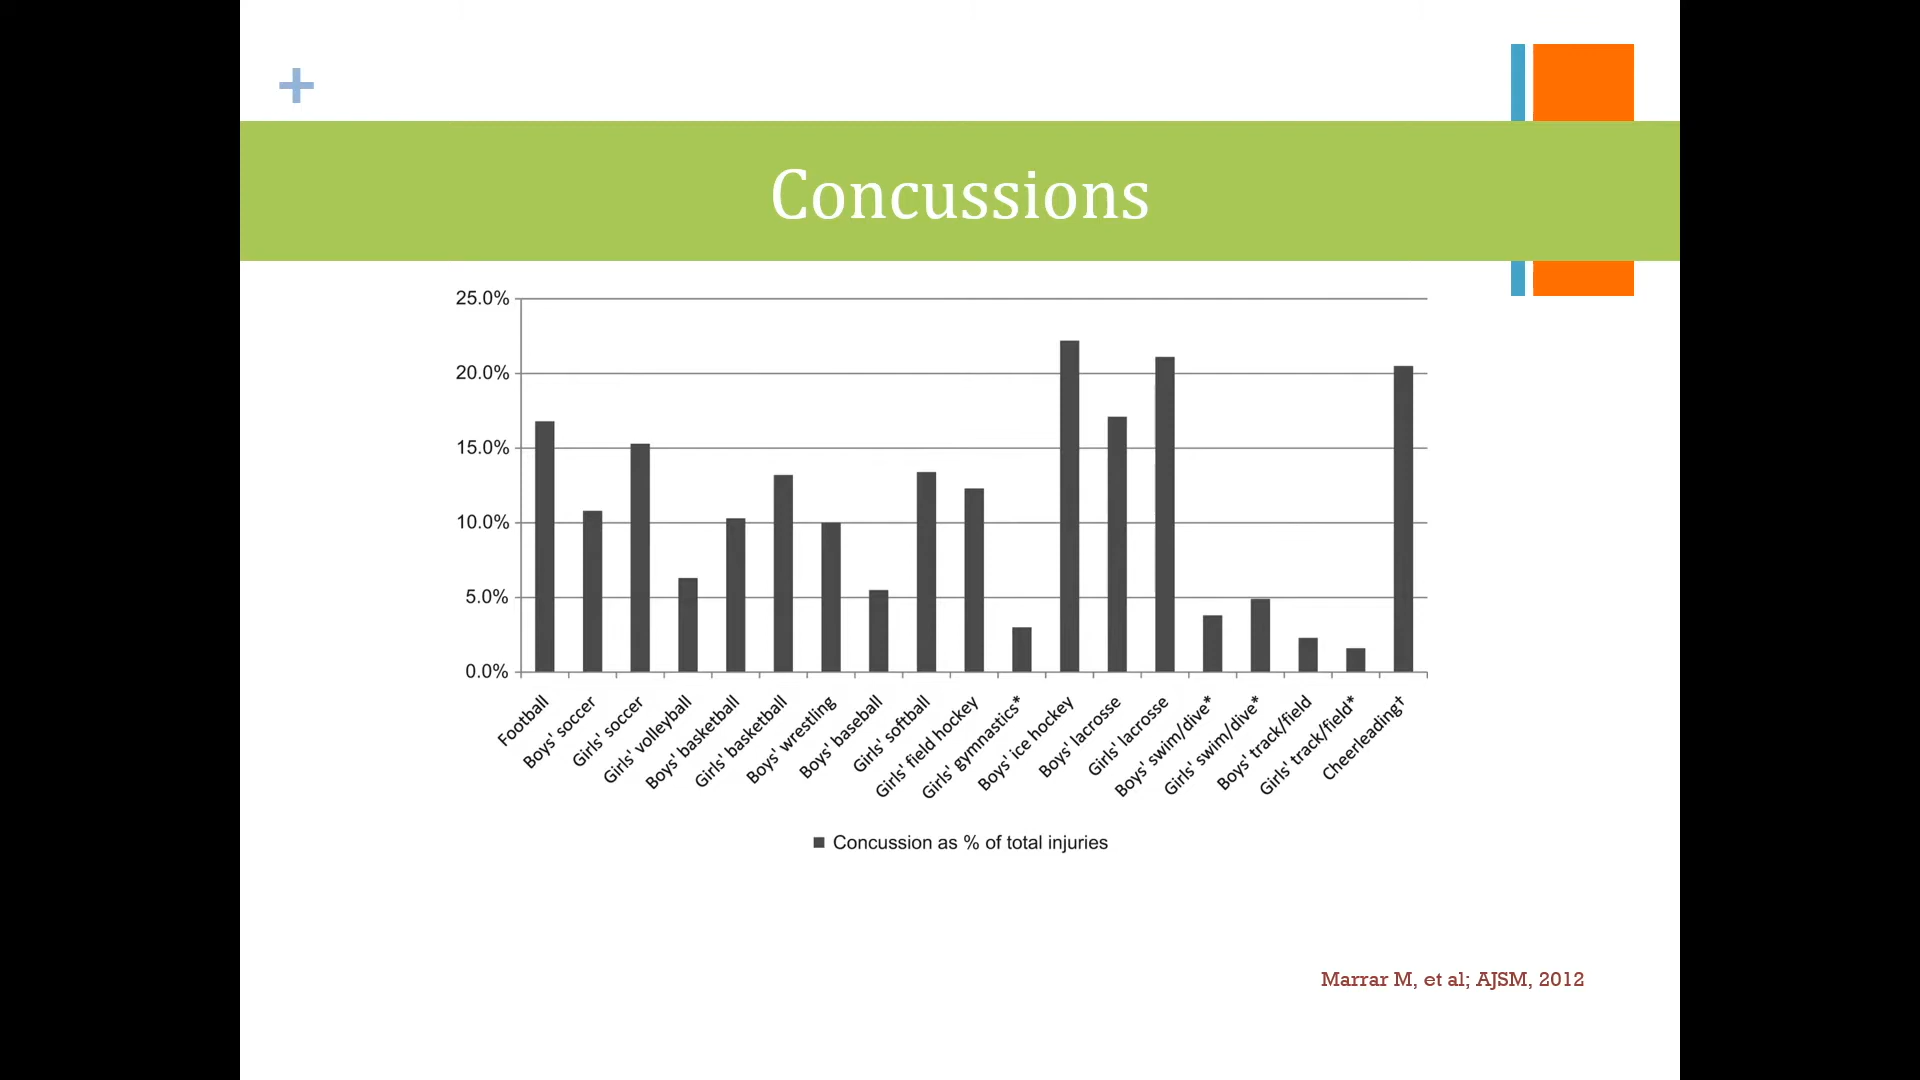 +
Concussions
25.0%
20.0%
15.0%
10.0%
5.0%
0.0%
Football
Boys' soccer
Girls' soccer
Girls' volleyball
Boys' basketball
Girls' basketball
Boys' wrestling
Boys' baseball
Girls' softball
Girls' field hockey
Girls' gymnastics*
Boys' ice hockey
Boys' lacrosse
Girls' lacrosse
Boys' swim/dive*
Girls' swim/dive*
Boys' track/field
Girls' track/field*
Cheerleading†
Concussion as % of total injuries
Marrar M, et al; AJSM, 2012